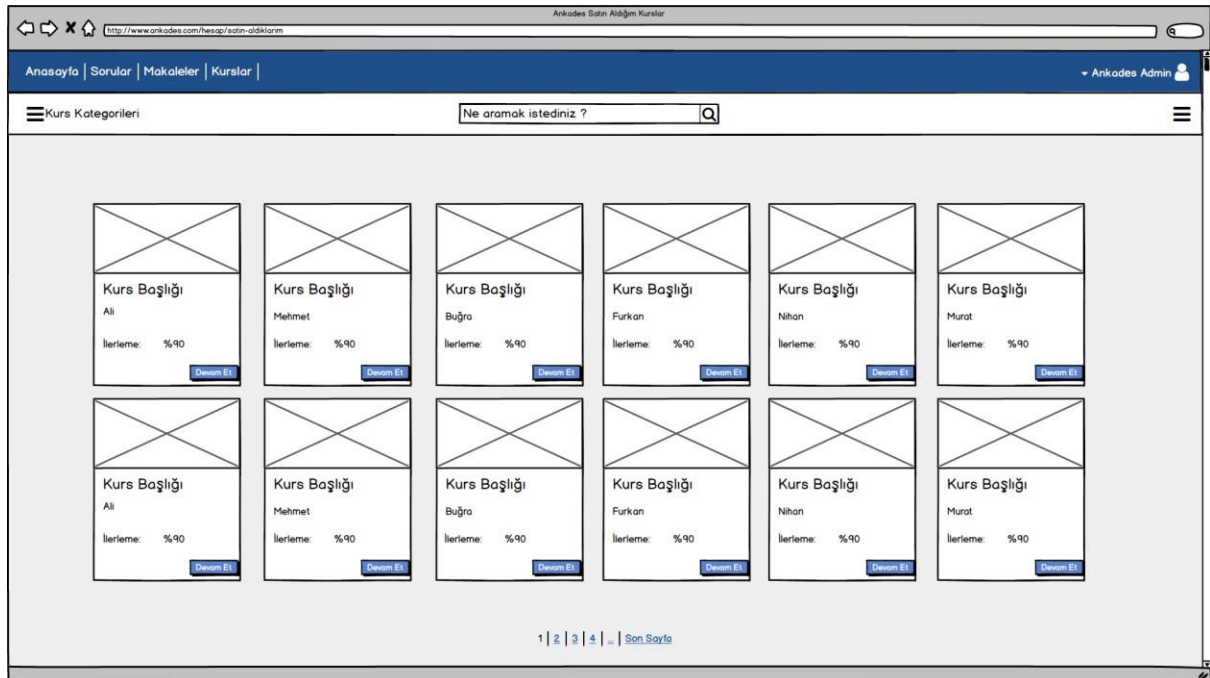 Ankades Satın Aldığım Kurslar
http://www.ankades.com/hesap/satin-aldiklarim
Anasayfa | Sorular | Makaleler | Kurslar |
Ankades Admin
Kurs Kategorileri
Ne aramak istediniz ?
Kurs Başlığı Kurs Başlığı Kurs Başlığı Kurs Başlığı Kurs Başlığı Kurs Başlığı
Ali Mehmet Buğra Furkan Nihan Murat
İlerleme: %90 İlerleme: %90 İlerleme: %90 İlerleme: %90 İlerleme: %90 İlerleme: %90
Devam Et Devam Et Devam Et Devam Et Devam Et Devam Et
Kurs Başlığı Kurs Başlığı Kurs Başlığı Kurs Başlığı Kurs Başlığı Kurs Başlığı
Ali Mehmet Buğra Furkan Nihan Murat
İlerleme: %90 İlerleme: %90 İlerleme: %90 İlerleme: %90 İlerleme: %90 İlerleme: %90
Devam Et Devam Et Devam Et Devam Et Devam Et Devam Et
1 | 2 | 3 | 4 | ... | Son Sayfa